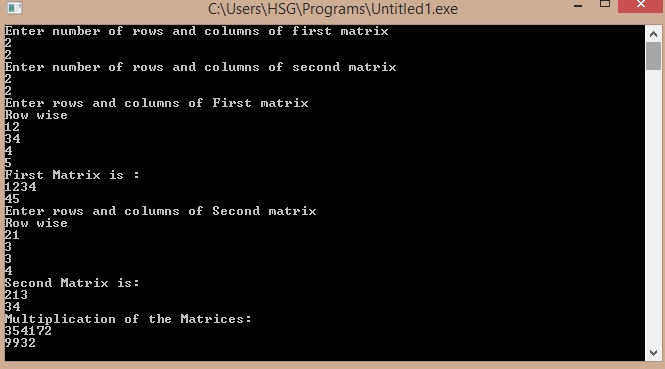 C:\Users\HSG\Programs\Untitled1.exe
Enter number of rows and columns of first matrix
2
2
Enter number of rows and columns of second matrix
2
2
Enter rows and columns of First matrix
Row wise
12
34
4
5
First Matrix is :
1234
45
Enter rows and columns of Second matrix
Row wise
21
3
3
4
Second Matrix is:
213
34
Multiplication of the Matrices:
354172
9932